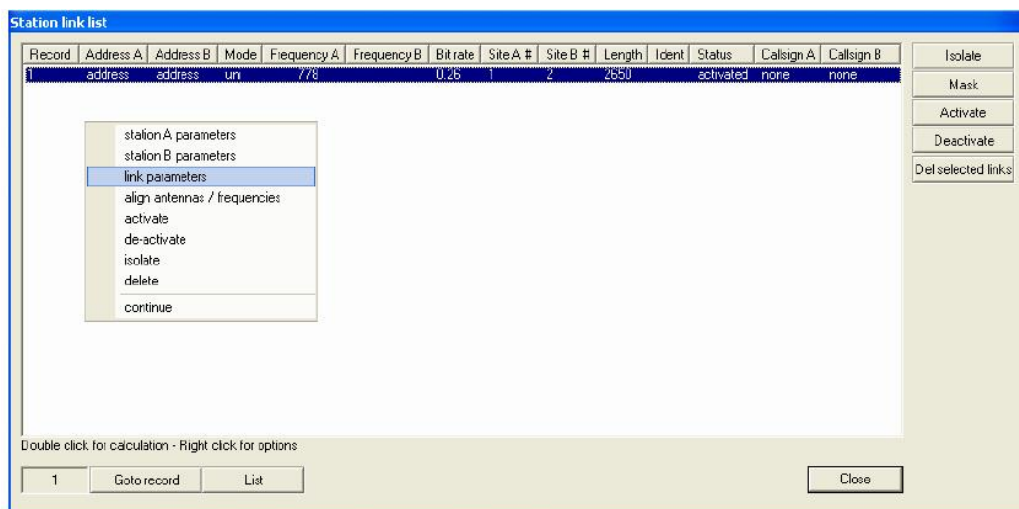 Station link list
Record Address A Address B Mode Frequency A Frequency B Bit rate Site A # Site B # Length Ident Status Callsign A Callsign B
1 address address uni 778 0.26 1 2 2650 activated none none
Isolate
Mask
Activate
Deactivate
Del selected links
station A parameters
station B parameters
link parameters
align antennas / frequencies
activate
de-activate
isolate
delete
continue
Double click for calculation - Right click for options
1 Goto record List Close